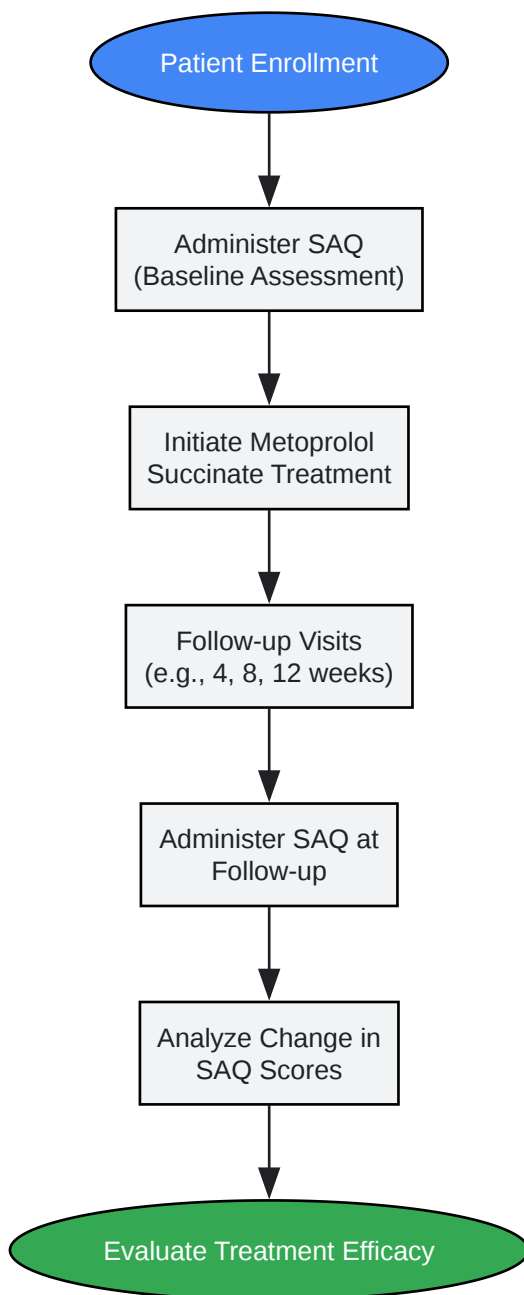 Patient Enrollment
Administer SAQ
(Baseline Assessment)
Initiate Metoprolol
Succinate Treatment
Follow-up Visits
(e.g., 4, 8, 12 weeks)
Administer SAQ at
Follow-up
Analyze Change in
SAQ Scores
Evaluate Treatment Efficacy